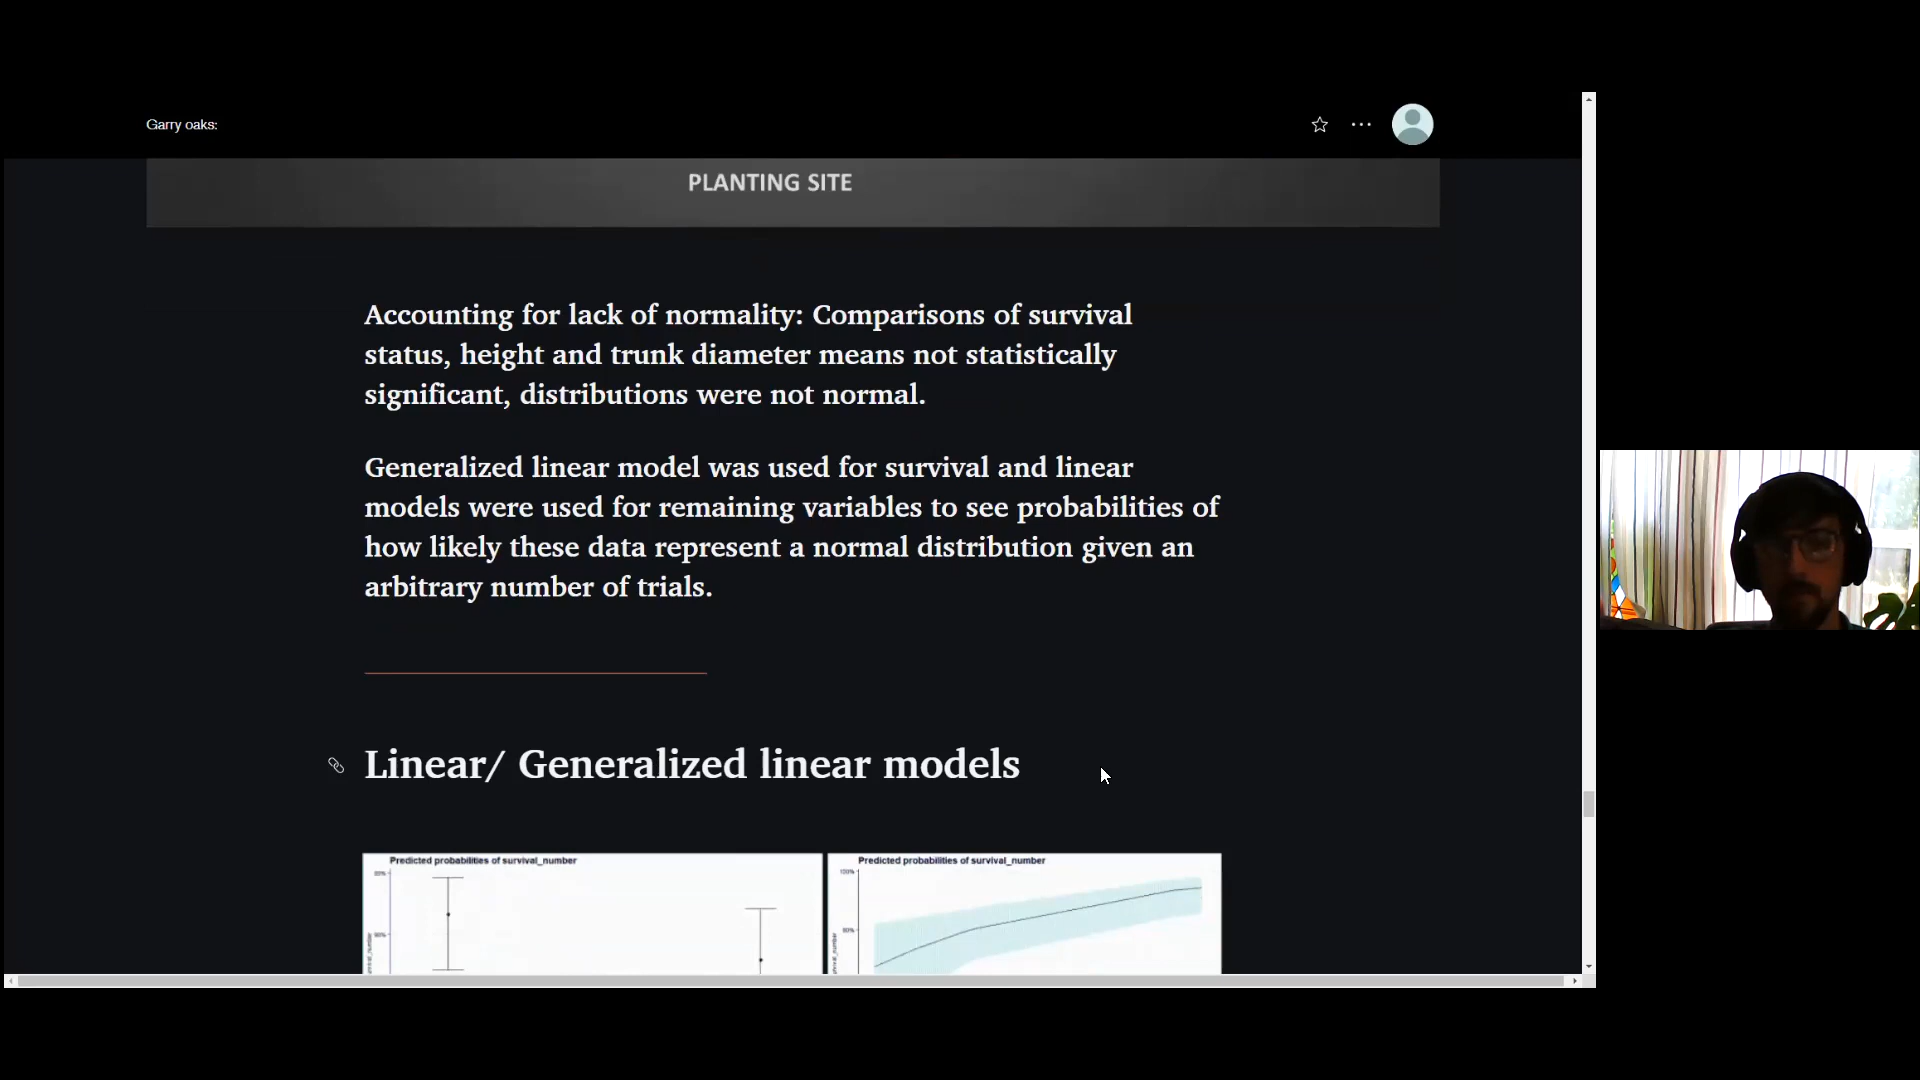 Garry oaks:
PLANTING SITE
Accounting for lack of normality: Comparisons of survival
status, height and trunk diameter means not statistically
significant, distributions were not normal.
Generalized linear model was used for survival and linear
models were used for remaining variables to see probabilities of
how likely these data represent a normal distribution given an
arbitrary number of trials.
Linear/ Generalized linear models
Predicted probabilities of survival_number
Predicted probabilities of survival_number
100%